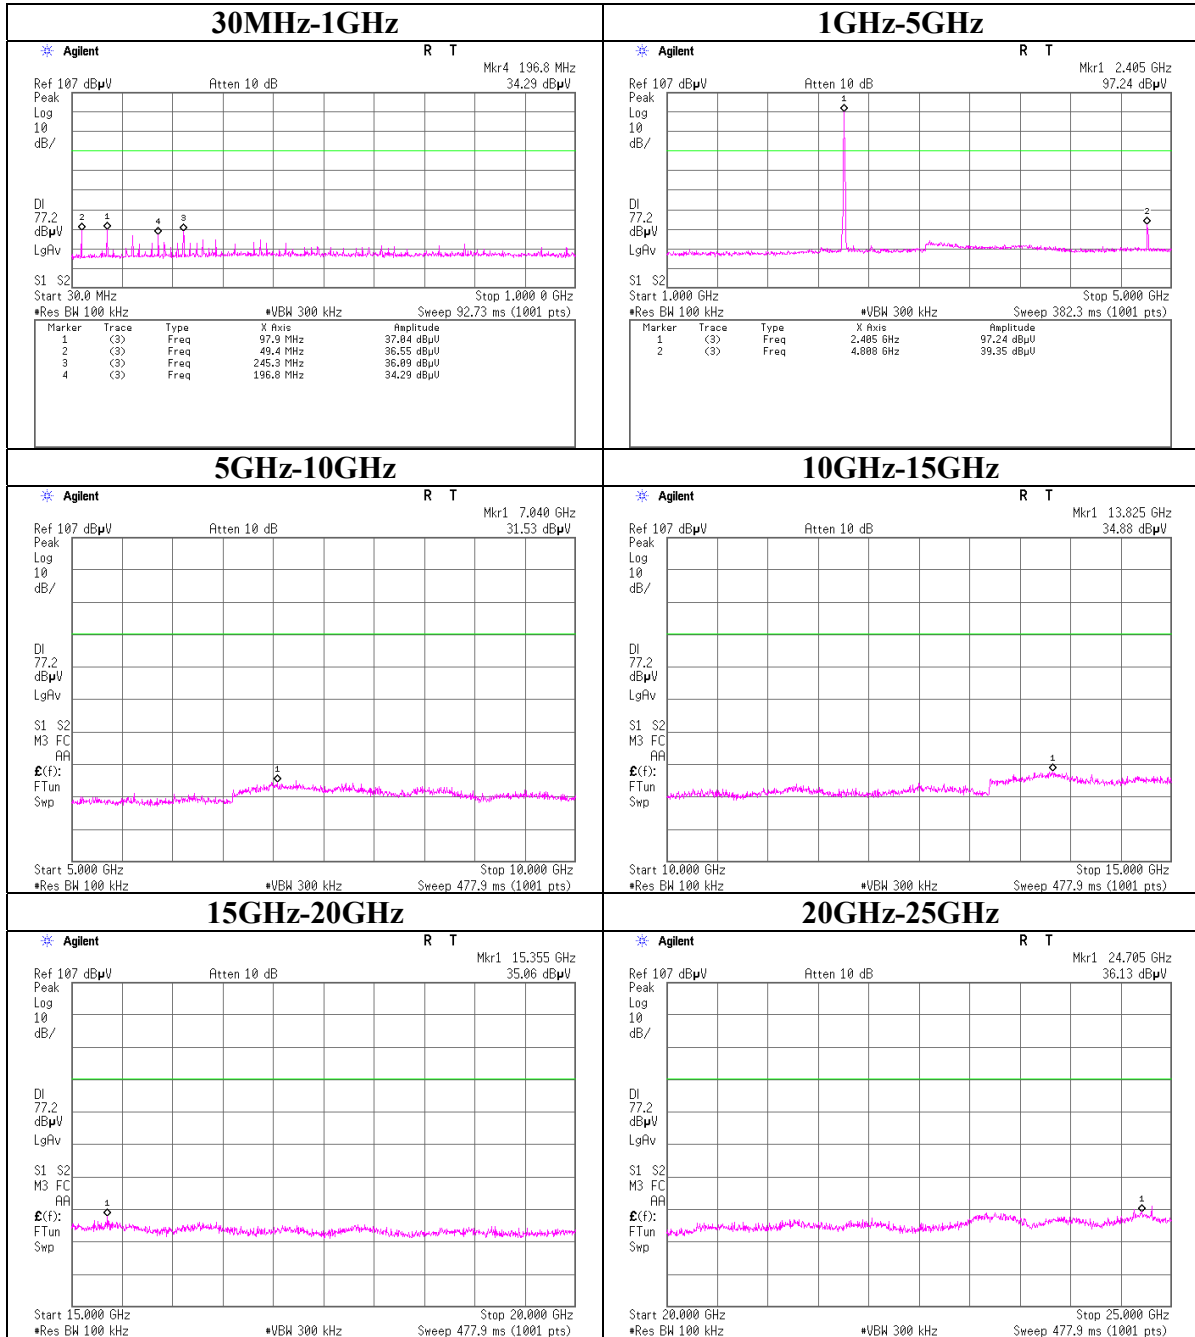 30MHz-1GHz
Agilent R T
Mkr4 196.8 MHz
Ref 107 dBµV Atten 10 dB 34.29 dBµV
Peak
Log
10
dB/
DI
77.2
dBµV
LgAv
S1 S2
2 1 4 3
Start 30.0 MHz Stop 1.000 0 GHz
#Res BW 100 kHz #VBW 300 kHz Sweep 92.73 ms (1001 pts)
Marker Trace Type X Axis Amplitude
1 (3) Freq 97.9 MHz 37.04 dBµV
2 (3) Freq 49.4 MHz 36.55 dBµV
3 (3) Freq 245.3 MHz 36.09 dBµV
4 (3) Freq 196.8 MHz 34.29 dBµV
1GHz-5GHz
Agilent R T
Mkr1 2.405 GHz
Ref 107 dBµV Atten 10 dB 97.24 dBµV
Peak
Log
10
dB/
DI
77.2
dBµV
LgAv
S1 S2
1
2
Start 1.000 GHz Stop 5.000 GHz
#Res BW 100 kHz #VBW 300 kHz Sweep 382.3 ms (1001 pts)
Marker Trace Type X Axis Amplitude
1 (3) Freq 2.405 GHz 97.24 dBµV
2 (3) Freq 4.808 GHz 39.35 dBµV
5GHz-10GHz
Agilent R T
Mkr1 7.040 GHz
Ref 107 dBµV Atten 10 dB 31.53 dBµV
Peak
Log
10
dB/
DI
77.2
dBµV
LgAv
S1 S2
M3 FC
AA
£(f):
FTun
Swp
1
Start 5.000 GHz Stop 10.000 GHz
#Res BW 100 kHz #VBW 300 kHz Sweep 477.9 ms (1001 pts)
10GHz-15GHz
Agilent R T
Mkr1 13.825 GHz
Ref 107 dBµV Atten 10 dB 34.88 dBµV
Peak
Log
10
dB/
DI
77.2
dBµV
LgAv
S1 S2
M3 FC
AA
£(f):
FTun
Swp
1
Start 10.000 GHz Stop 15.000 GHz
#Res BW 100 kHz #VBW 300 kHz Sweep 477.9 ms (1001 pts)
15GHz-20GHz
Agilent R T
Mkr1 15.355 GHz
Ref 107 dBµV Atten 10 dB 35.06 dBµV
Peak
Log
10
dB/
DI
77.2
dBµV
LgAv
S1 S2
M3 FC
AA
£(f):
FTun
Swp
1
Start 15.000 GHz Stop 20.000 GHz
#Res BW 100 kHz #VBW 300 kHz Sweep 477.9 ms (1001 pts)
20GHz-25GHz
Agilent R T
Mkr1 24.705 GHz
Ref 107 dBµV Atten 10 dB 36.13 dBµV
Peak
Log
10
dB/
DI
77.2
dBµV
LgAv
S1 S2
M3 FC
AA
£(f):
FTun
Swp
1
Start 20.000 GHz Stop 25.000 GHz
#Res BW 100 kHz #VBW 300 kHz Sweep 477.9 ms (1001 pts)